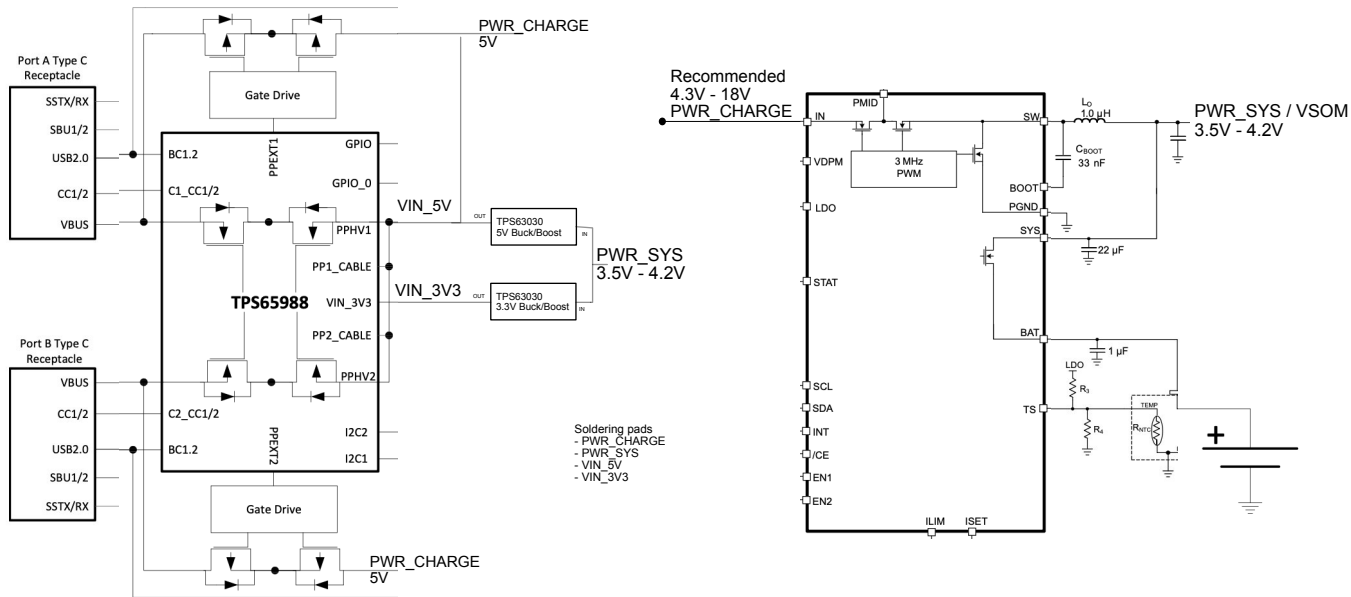 PWR_CHARGE
5V
Port A Type C
Receptacle
Gate Drive
SSTX/RX
SBU1/2
USB2.0
CC1/2
VBUS
PPEXT1
BC1.2
C1_CC1/2
GPIO
GPIO_0
VIN_5V
PPHV1
PP1_CABLE
TPS65988
VIN_3V3
VIN_3V3
PP2_CABLE
PPHV2
OUT
TPS63030
5V Buck/Boost
IN
PWR_SYS
3.5V - 4.2V
OUT
TPS63030
3.3V Buck/Boost
IN
Port B Type C
Receptacle
VBUS
CC1/2
USB2.0
SBU1/2
SSTX/RX
C2_CC1/2
BC1.2
PPEXT2
I2C2
I2C1
Gate Drive
PWR_CHARGE
5V
Soldering pads
- PWR_CHARGE
- PWR_SYS
- VIN_5V
- VIN_3V3
Recommended
4.3V - 18V
PWR_CHARGE
IN
PMID
SW
LO
1.0 μH
PWR_SYS / VSOM
3.5V - 4.2V
VDPM
3 MHz
PWM
CBOOT
33 nF
BOOT
LDO
PGND
SYS
22 μF
STAT
BAT
1 μF
LDO
R3
SCL
SDA
TS
TEMP
R4
RNTC
+
INT
/CE
EN1
EN2
ILIM
ISET